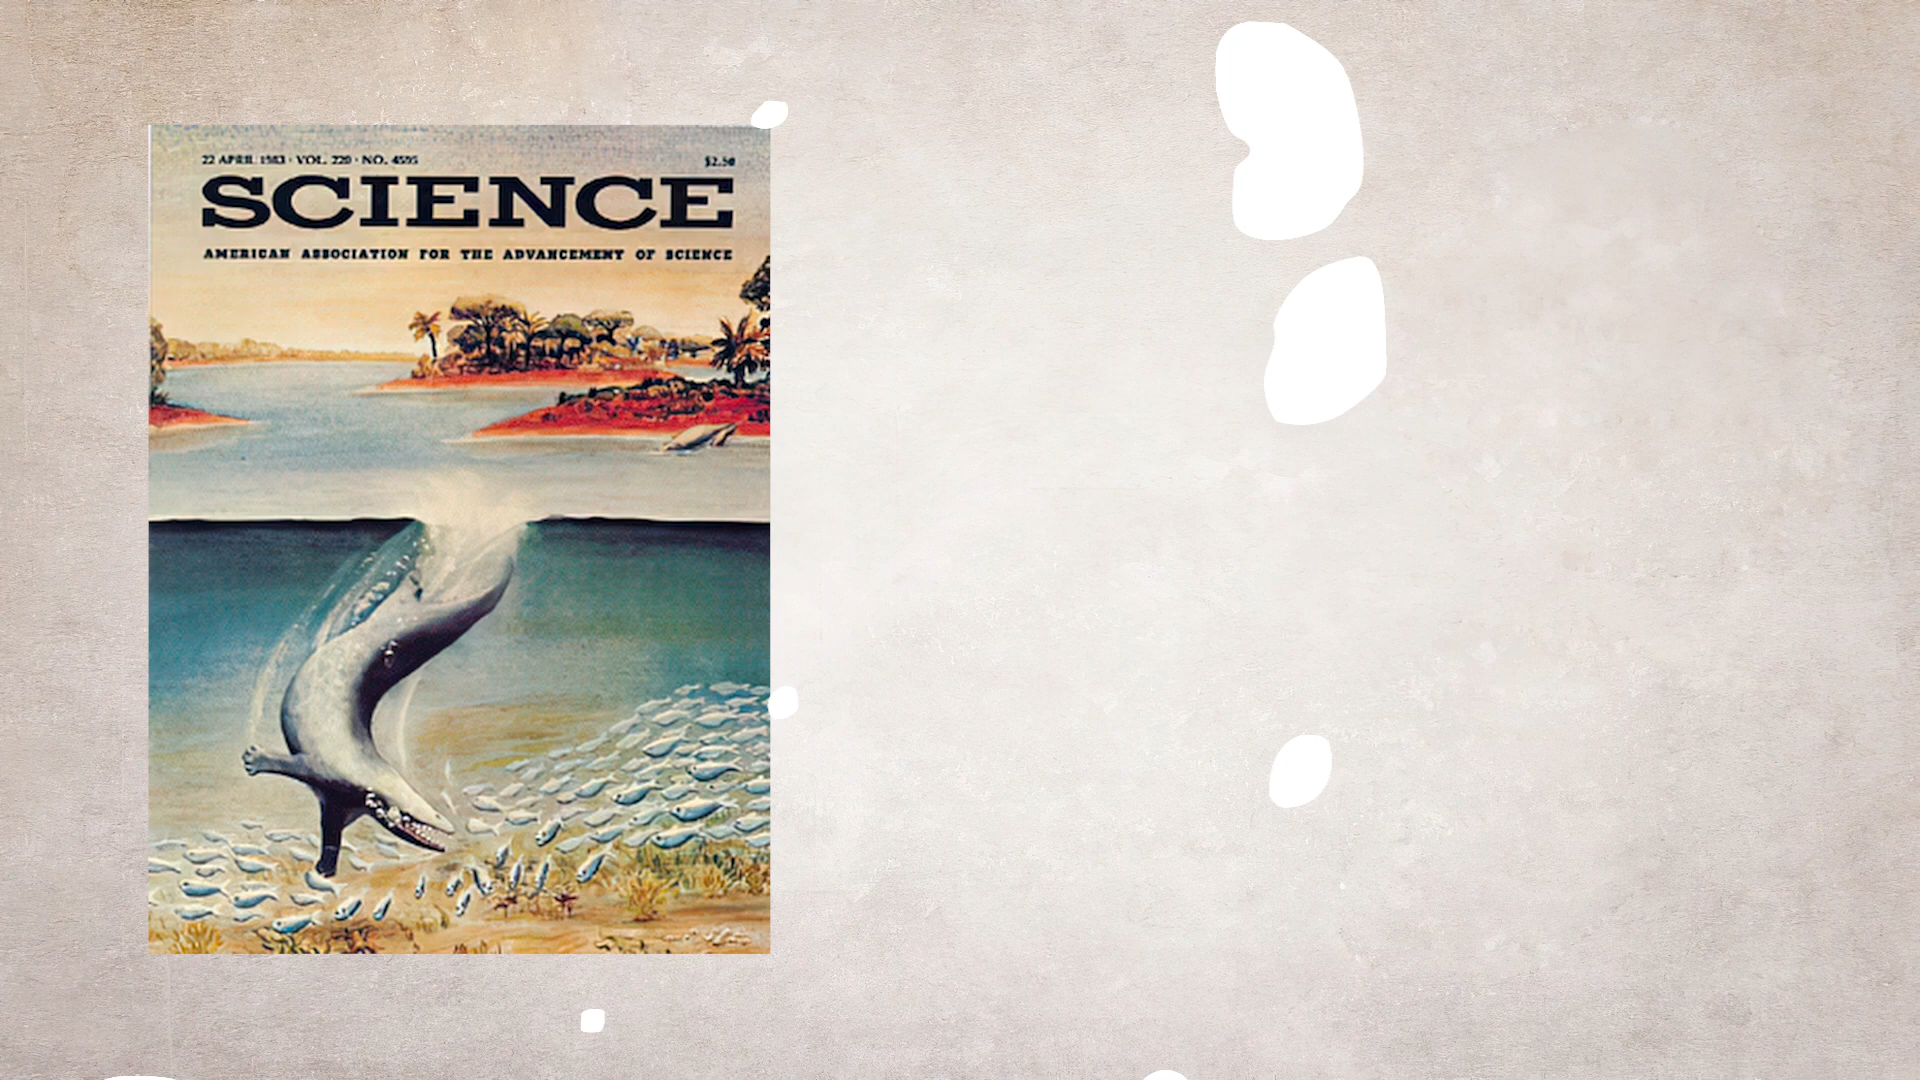 22 APRIL 1983 · VOL. 220 · NO. 4595
$2.50
SCIENCE
AMERICAN ASSOCIATION FOR THE ADVANCEMENT OF SCIENCE